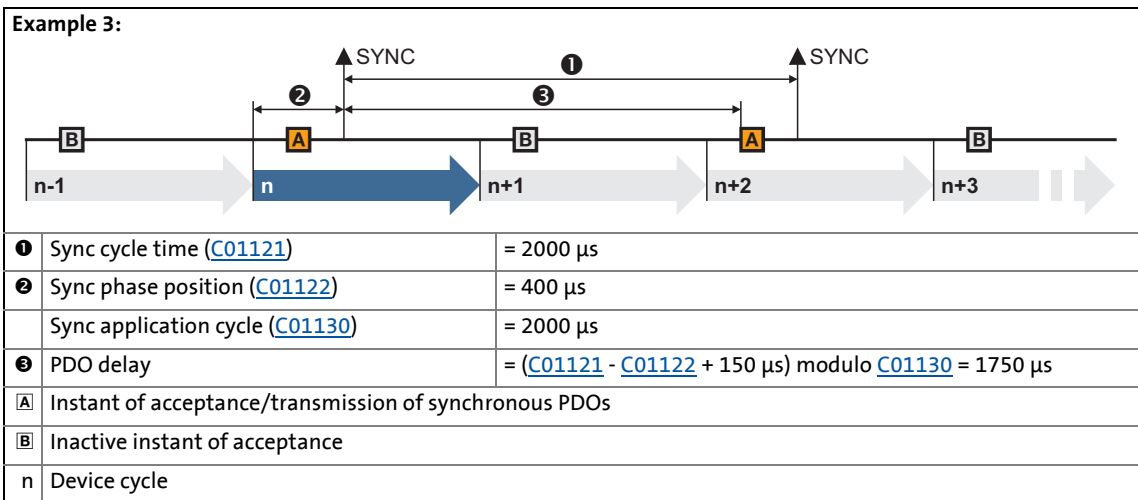 Example 3:
SYNC SYNC
❶
❷ ❸
B A B A B
n-1 n n+1 n+2 n+3
❶ Sync cycle time (C01121) = 2000 µs
❷ Sync phase position (C01122) = 400 µs
Sync application cycle (C01130) = 2000 µs
❸ PDO delay = (C01121 - C01122 + 150 µs) modulo C01130 = 1750 µs
A Instant of acceptance/transmission of synchronous PDOs
B Inactive instant of acceptance
n Device cycle